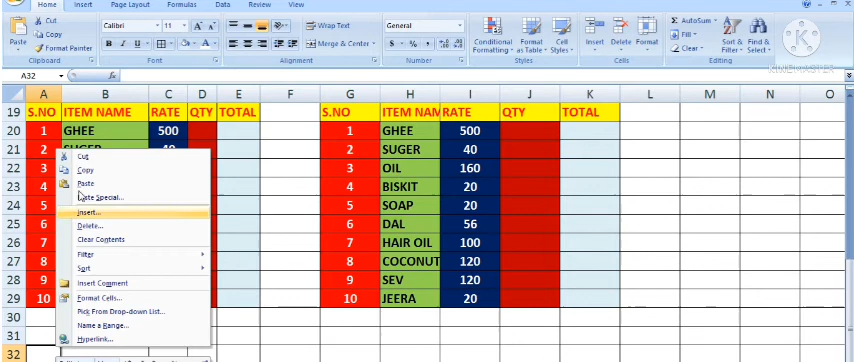 Home Insert Page Layout Formulas Data Review View
Cut
Copy
Paste
Format Painter
Clipboard
Calibri 11
B I U
Font
Wrap Text
Merge & Center
Alignment
General
$ % ,
Number
Conditional Formatting
Format as Table
Cell Styles
Styles
Insert Delete Format
Cells
AutoSum
Fill
Clear
Sort & Filter
Find & Select
Editing
KINEMASTER
A32 fx
A B C D E F G H I J K L M N O
19 S.NO ITEM NAME RATE QTY TOTAL S.NO ITEM NAM RATE QTY TOTAL
20 1 GHEE 500 1 GHEE 500
21 2 SUGER 40 2 SUGER 40
22 3 3 OIL 160
23 4 4 BISKIT 20
24 5 5 SOAP 20
25 6 6 DAL 56
26 7 7 HAIR OIL 100
27 8 8 COCONUT 120
28 9 9 SEV 120
29 10 10 JEERA 20
30
31
32
Cut
Copy
Paste
Paste Special...
Insert...
Delete...
Clear Contents
Filter
Sort
Insert Comment
Format Cells...
Pick From Drop-down List...
Name a Range...
Hyperlink...